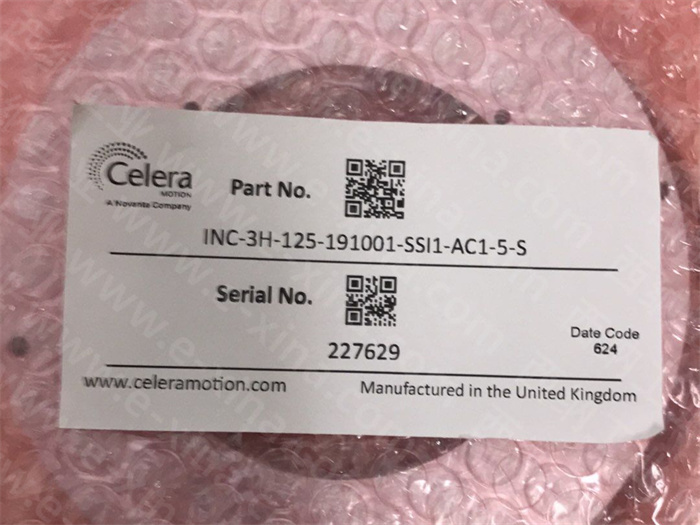 Celera
MOTION
A Novanta Company
Part No.
INC-3H-125-191001-SSI1-AC1-5-S
Serial No.
227629
Date Code
624
www.celeramotion.com
Manufactured in the United Kingdom